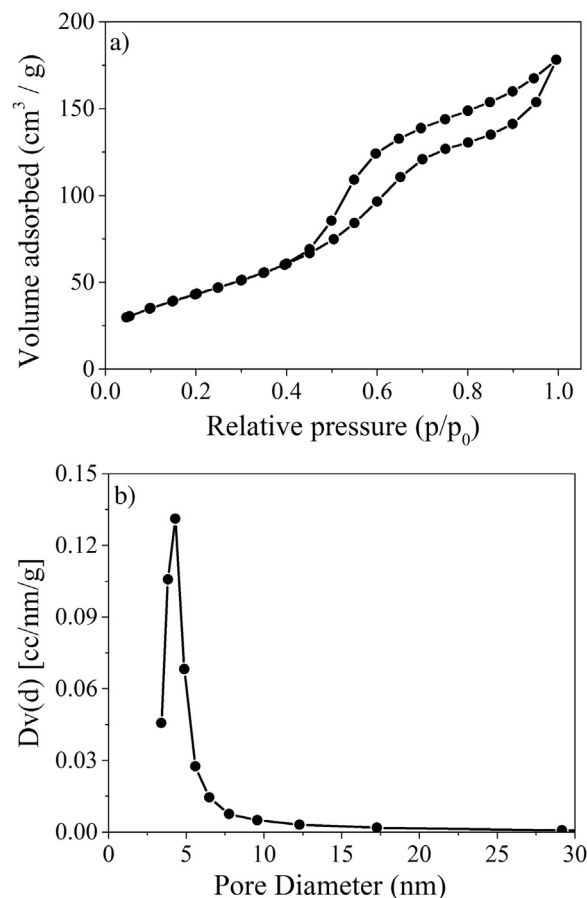 a)
200
150
100
50
0
Volume adsorbed (cm³ / g)
0.0 0.2 0.4 0.6 0.8 1.0
Relative pressure (p/p₀)
b)
0.15
0.12
0.09
0.06
0.03
0.00
Dv(d) [cc/nm/g]
0 5 10 15 20 25 30
Pore Diameter (nm)